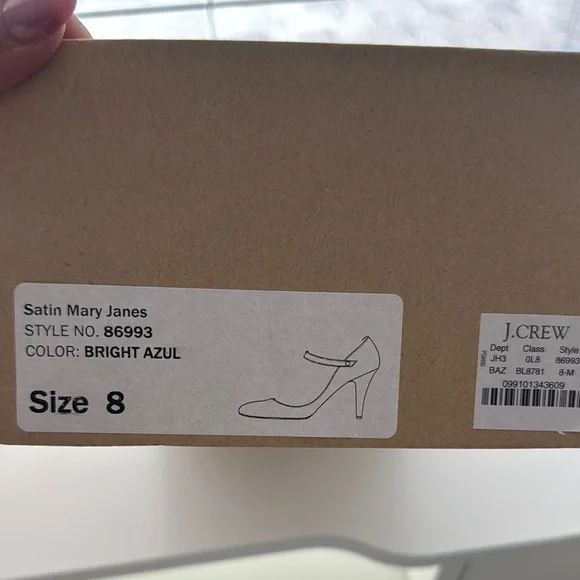 Satin Mary Janes
STYLE NO. 86993
COLOR: BRIGHT AZUL
Size 8
J.CREW
Dept Class Style
JH3 0L8 86993
BAZ BL8781 8-M
099101343609